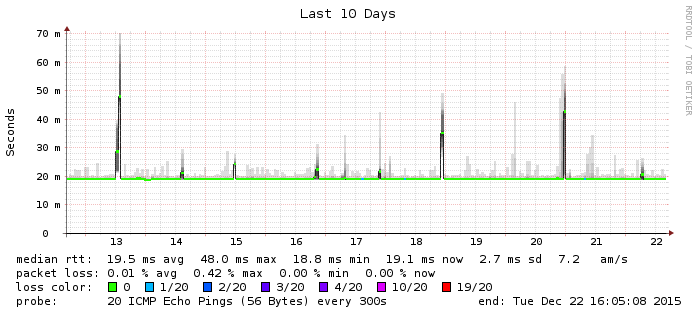 Last 10 Days
RRDTOOL / TOBI OETIKER
Seconds
70 m
60 m
50 m
40 m
30 m
20 m
10 m
0
13 14 15 16 17 18 19 20 21 22
median rtt: 19.5 ms avg 48.0 ms max 18.8 ms min 19.1 ms now 2.7 ms sd 7.2 am/s
packet loss: 0.01 % avg 0.42 % max 0.00 % min 0.00 % now
loss color: 0 1/20 2/20 3/20 4/20 10/20 19/20
probe: 20 ICMP Echo Pings (56 Bytes) every 300s end: Tue Dec 22 16:05:08 2015